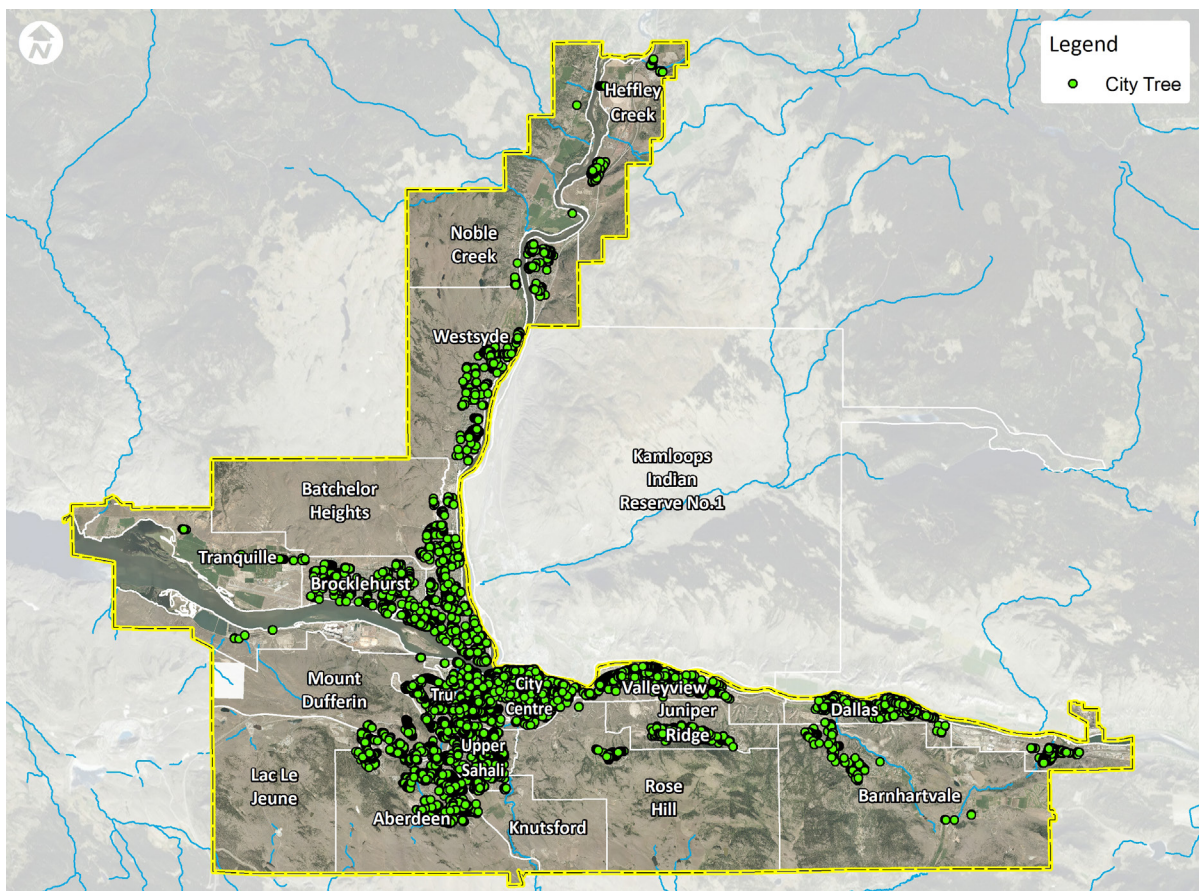 N
Legend
City Tree
Heffley
Creek
Noble
Creek
Westsyde
Kamloops
Indian
Reserve No.1
Batchelor
Heights
Tranquille
Brocklehurst
Mount
Dufferin
City
Centre
Valleyview
Juniper
Ridge
Dallas
Upper
Sahali
Lac Le
Jeune
Rose
Hill
Barnhartvale
Aberdeen
Knutsford